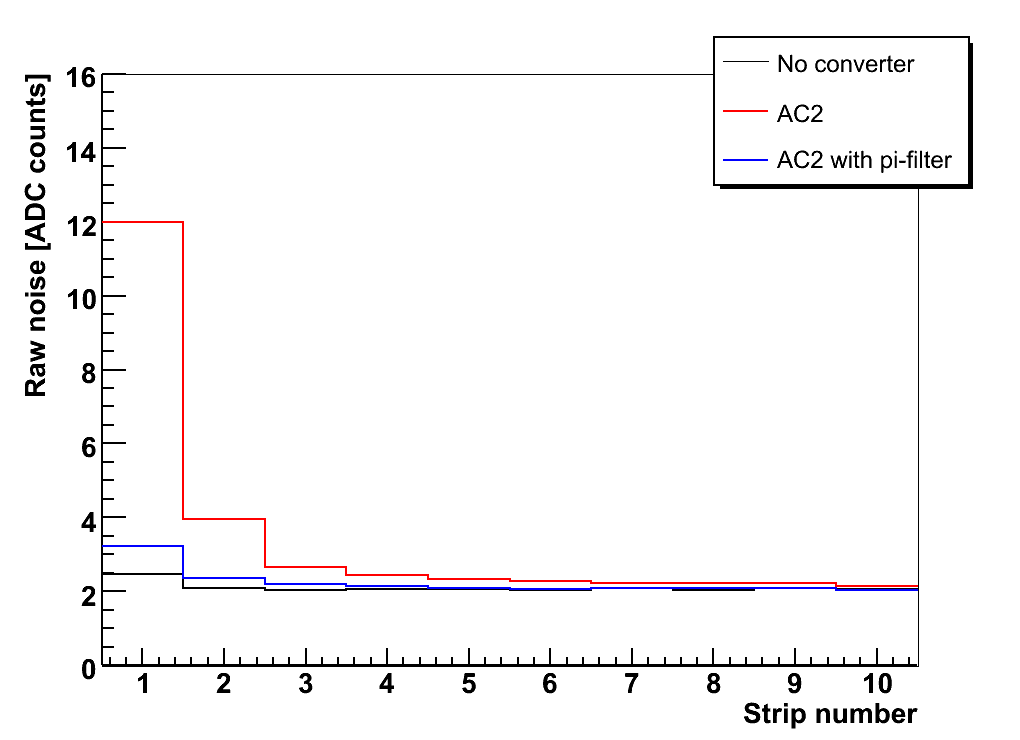 No converter
AC2
AC2 with pi-filter
Raw noise [ADC counts]
16
14
12
10
8
6
4
2
0
1 2 3 4 5 6 7 8 9 10
Strip number